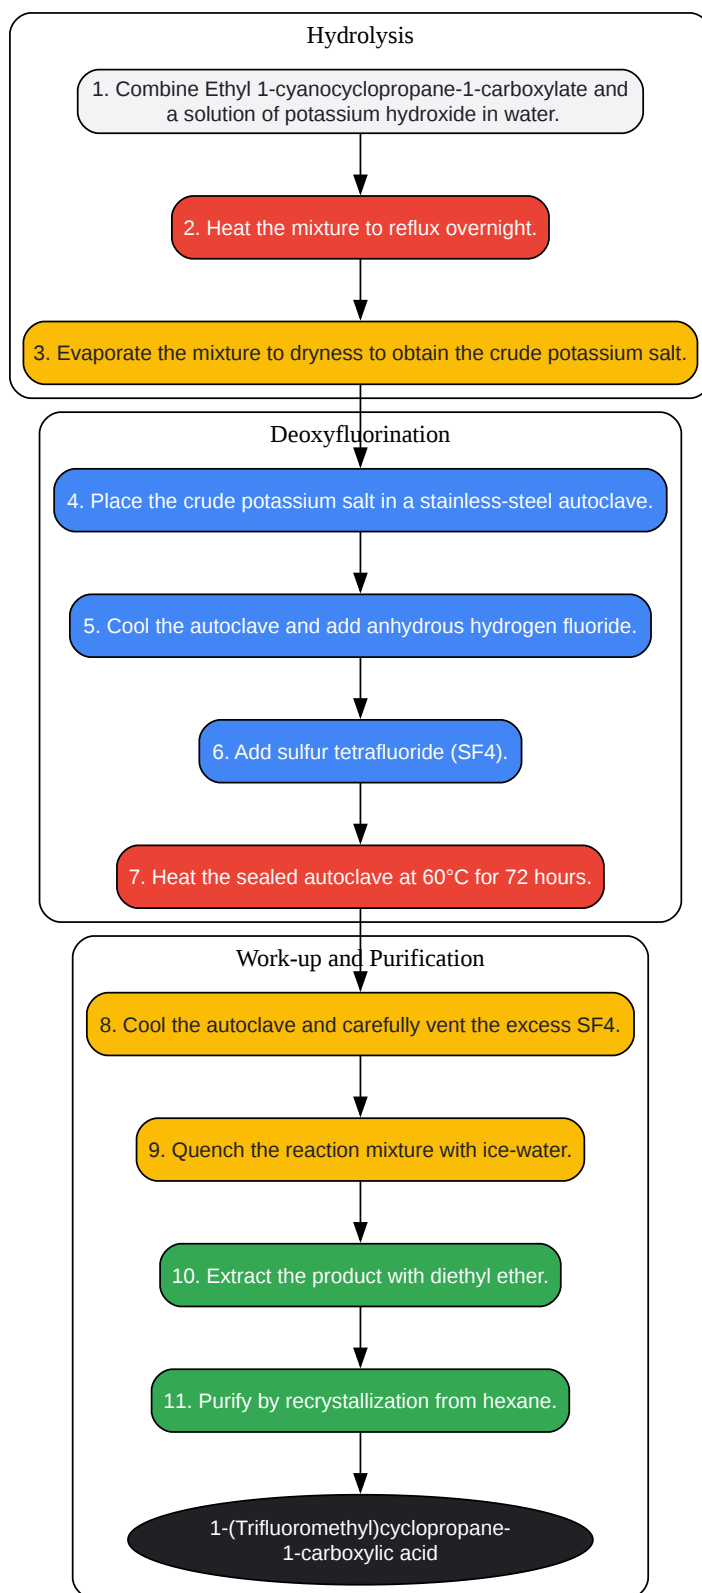 Hydrolysis
1. Combine Ethyl 1-cyanocyclopropane-1-carboxylate and
a solution of potassium hydroxide in water.
2. Heat the mixture to reflux overnight.
3. Evaporate the mixture to dryness to obtain the crude potassium salt.
Deoxyfluorination
4. Place the crude potassium salt in a stainless-steel autoclave.
5. Cool the autoclave and add anhydrous hydrogen fluoride.
6. Add sulfur tetrafluoride (SF4).
7. Heat the sealed autoclave at 60°C for 72 hours.
Work-up and Purification
8. Cool the autoclave and carefully vent the excess SF4.
9. Quench the reaction mixture with ice-water.
10. Extract the product with diethyl ether.
11. Purify by recrystallization from hexane.
1-(Trifluoromethyl)cyclopropane-
1-carboxylic acid